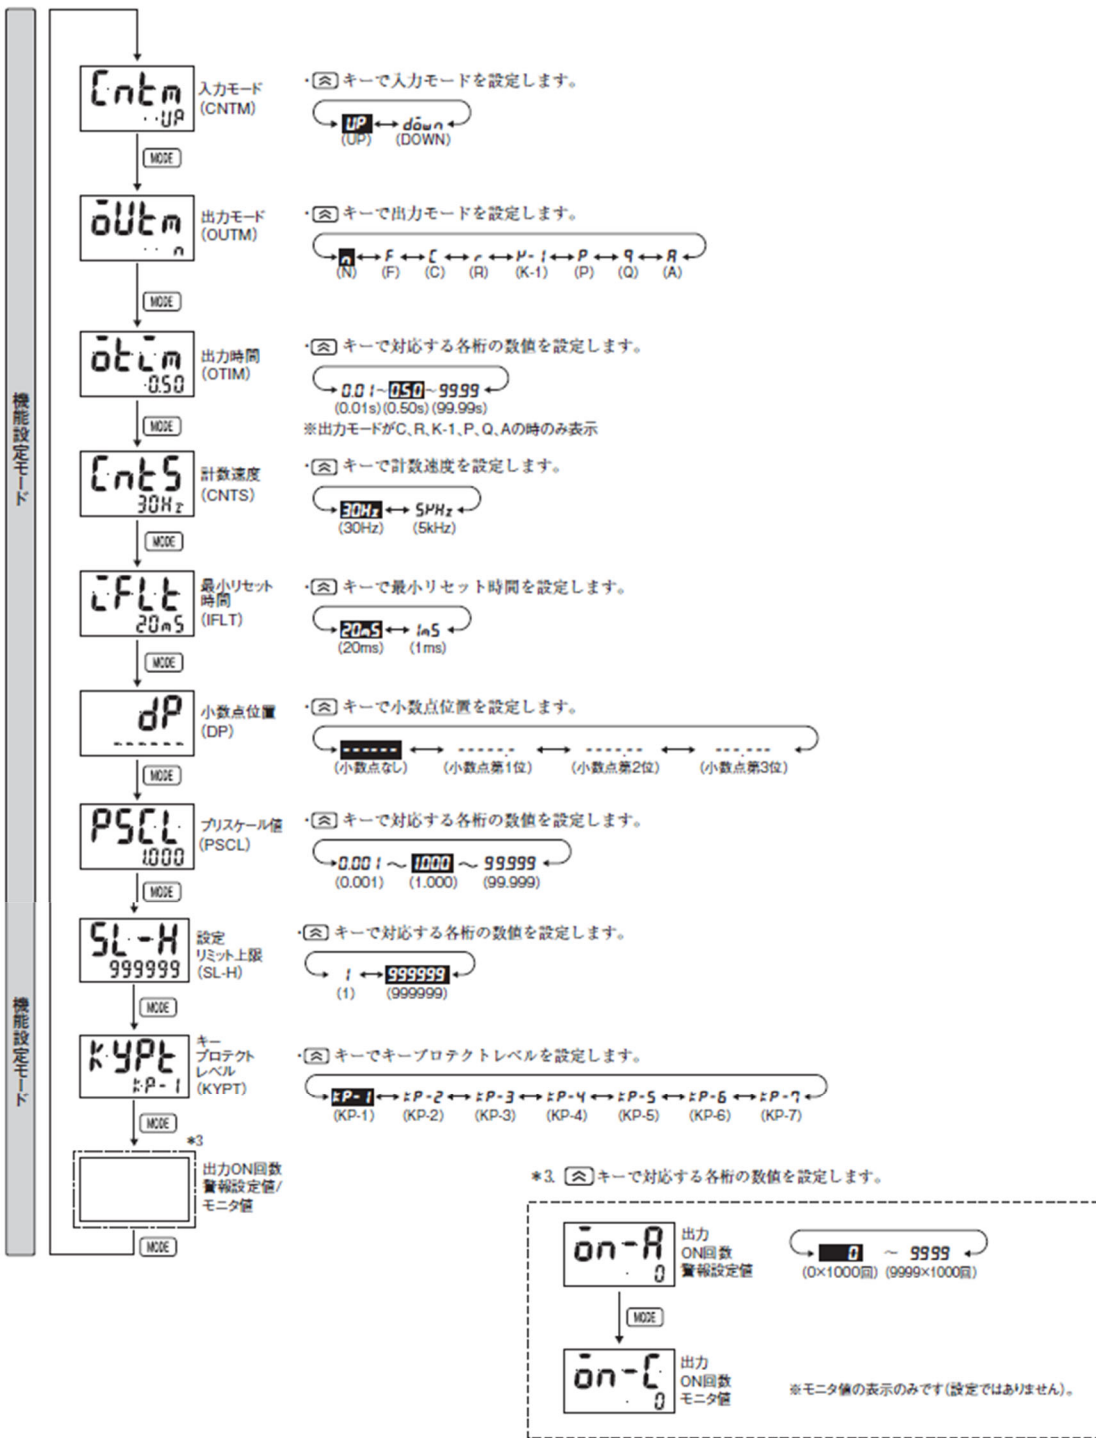 機能設定モード
Cntm
UP
入力モード
(CNTM)
・キーで入力モードを設定します。
UP ↔ down
(UP) (DOWN)
MODE
outm
n
出力モード
(OUTM)
・キーで出力モードを設定します。
n ↔ F ↔ C ↔ r ↔ K-1 ↔ P ↔ q ↔ A
(N) (F) (C) (R) (K-1) (P) (Q) (A)
MODE
otim
0.50
出力時間
(OTIM)
・キーで対応する各桁の数値を設定します。
0.01~0.50~99.99
(0.01s)(0.50s)(99.99s)
※出力モードがC、R、K-1、P、Q、Aの時のみ表示
MODE
CntS
30Hz
計数速度
(CNTS)
・キーで計数速度を設定します。
30Hz ↔ 5KHz
(30Hz) (5kHz)
MODE
iFLt
20mS
最小リセット
時間
(IFLT)
・キーで最小リセット時間を設定します。
20mS ↔ 1mS
(20ms) (1ms)
MODE
dP
------
小数点位置
(DP)
・キーで小数点位置を設定します。
------ ↔ -----.- ↔ ----.-- ↔ ---.---
(小数点なし) (小数点第1位) (小数点第2位) (小数点第3位)
MODE
PSCL
1.000
プリスケール値
(PSCL)
・キーで対応する各桁の数値を設定します。
0.001 ~ 1.000 ~ 99.999
(0.001) (1.000) (99.999)
MODE
機能設定モード
SL-H
999999
設定
リミット上限
(SL-H)
・キーで対応する各桁の数値を設定します。
1 ↔ 999999
(1) (999999)
MODE
KYPt
KP-1
キー
プロテクト
レベル
(KYPT)
・キーでキープロテクトレベルを設定します。
KP-1 ↔ KP-2 ↔ KP-3 ↔ KP-4 ↔ KP-5 ↔ KP-6 ↔ KP-7
(KP-1) (KP-2) (KP-3) (KP-4) (KP-5) (KP-6) (KP-7)
MODE
*3
出力ON回数
警報設定値/
モニタ値
MODE
*3. キーで対応する各桁の数値を設定します。
on-A
0
出力
ON回数
警報設定値
0 ~ 9999
(0×1000回) (9999×1000回)
MODE
on-C
0
出力
ON回数
モニタ値
※モニタ値の表示のみです(設定ではありません)。